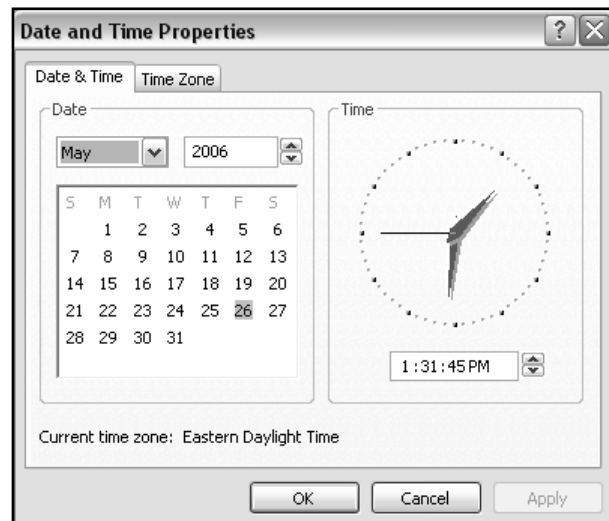 Date and Time Properties
Date & Time Time Zone
Date
May 2006
S M T W T F S
1 2 3 4 5 6
7 8 9 10 11 12 13
14 15 16 17 18 19 20
21 22 23 24 25 26 27
28 29 30 31
Time
1:31:45 PM
Current time zone: Eastern Daylight Time
OK Cancel Apply